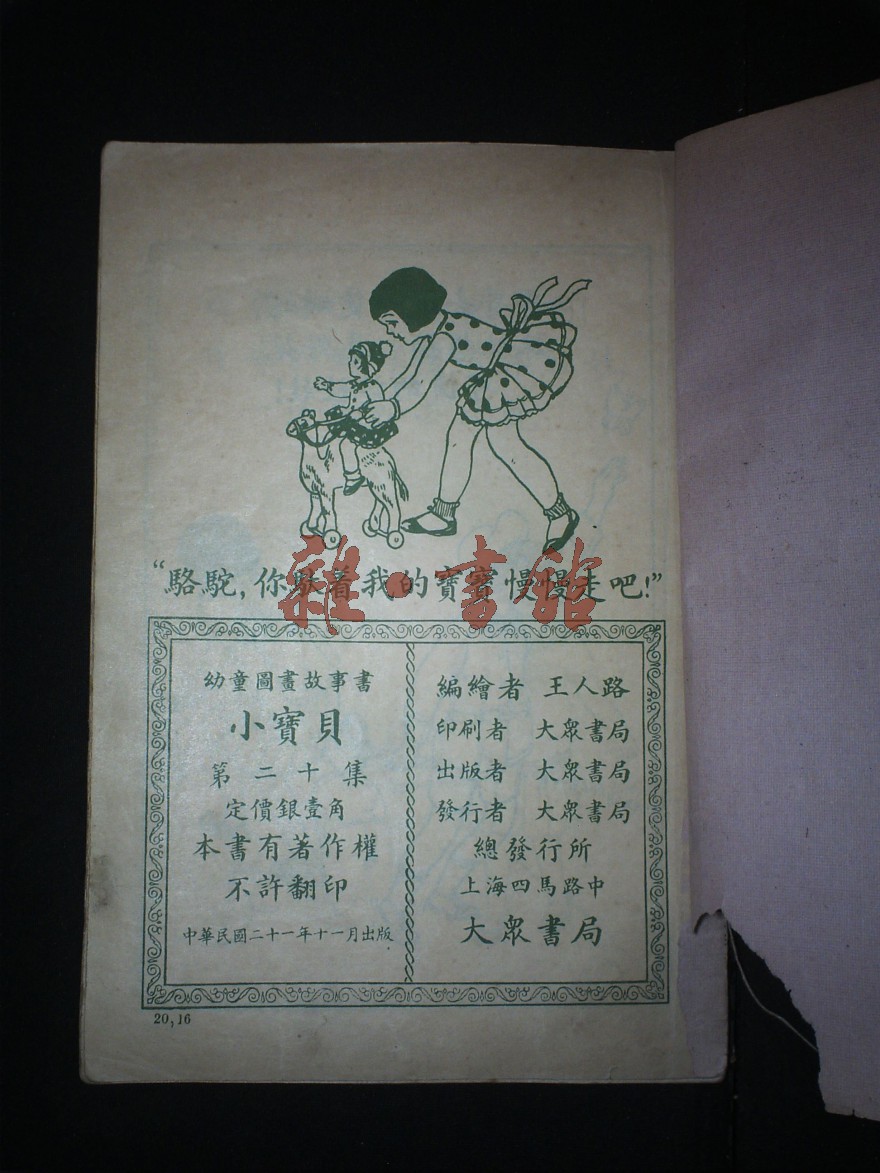 “駱駝，你馱着我的寶寶慢慢走吧！”
雜·書館
幼童圖畫故事書
小寶貝
第二十集
定價銀壹角
本書有著作權
不許翻印
中華民國二十一年十一月出版
編繪者 王人路
印刷者 大眾書局
出版者 大眾書局
發行者 大眾書局
總發行所
上海四馬路中
大眾書局
20,16